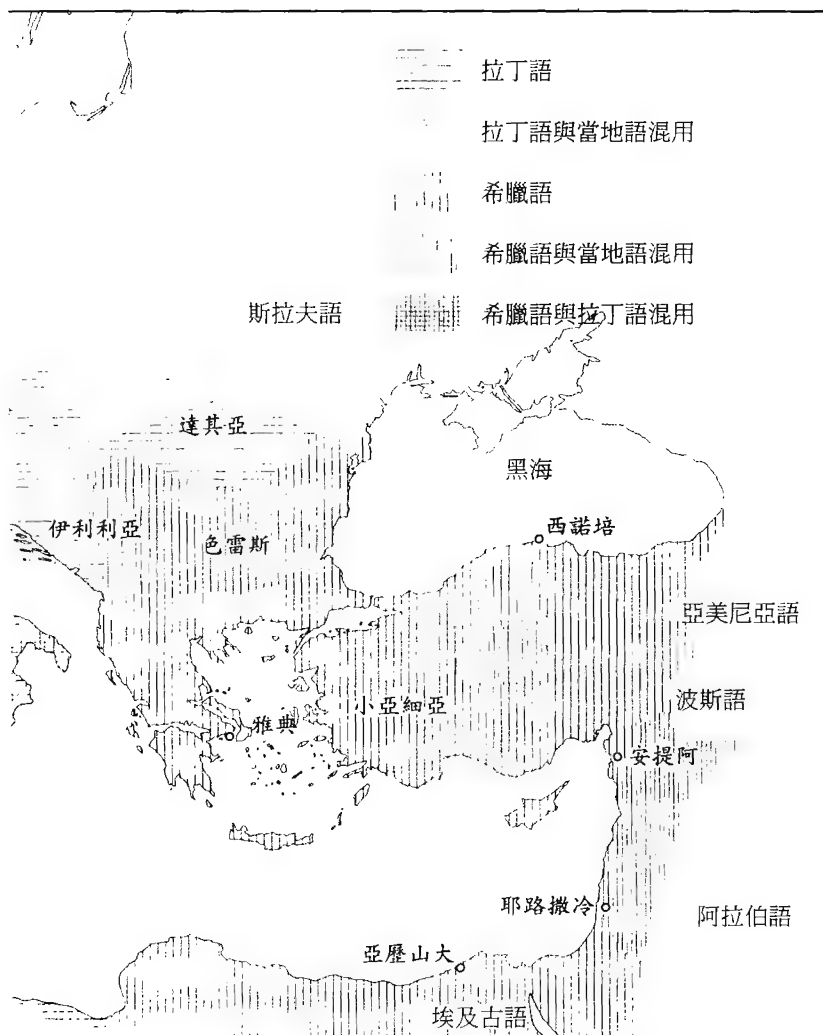 拉丁語
拉丁語與當地語混用
希臘語
希臘語與當地語混用
斯拉夫語 希臘語與拉丁語混用
達其亞
黑海
伊利利亞
色雷斯
西諾培
亞美尼亞語
小亞細亞
波斯語
雅典
安提阿
耶路撒冷
阿拉伯語
亞歷山大
埃及古語